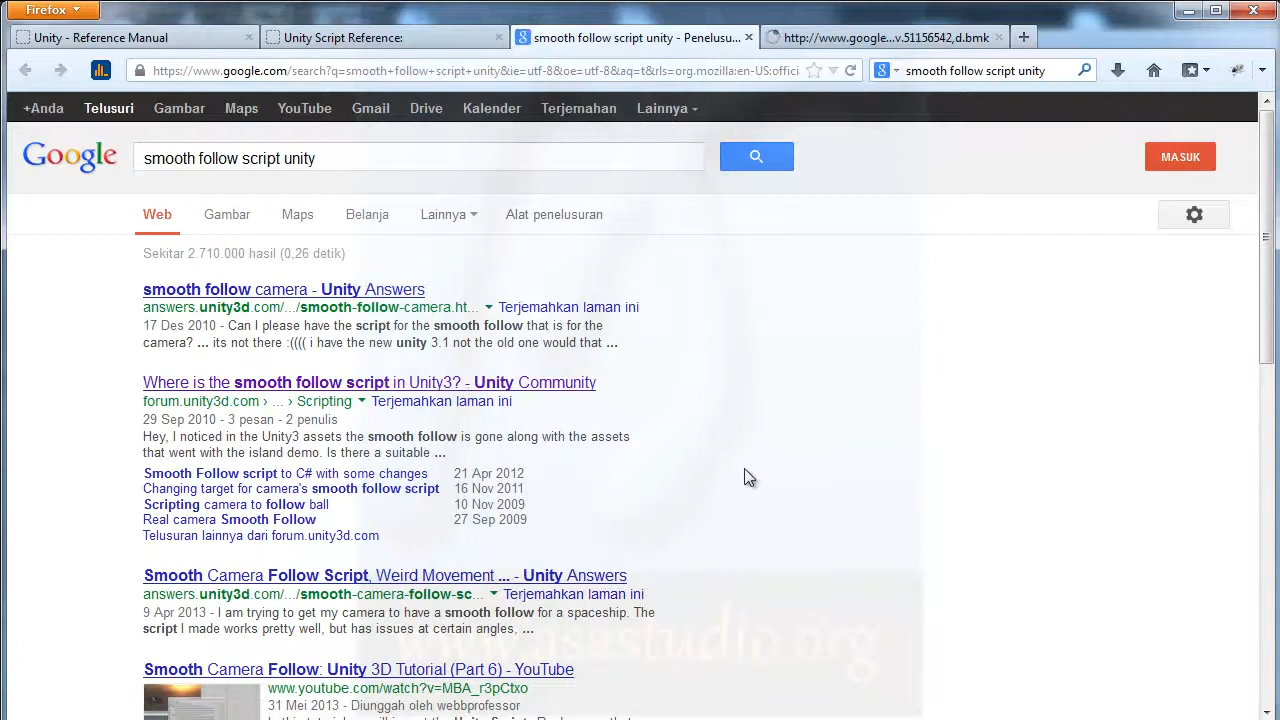 Firefox
Unity - Reference Manual
Unity Script Reference:
smooth follow script unity - Penelusu...
http://www.google...v.51156542,d.bmk
https://www.google.com/search?q=smooth+follow+script+unity&ie=utf-8&oe=utf-8&aq=t&rls=org.mozilla:en-US:offici
smooth follow script unity
+Anda Telusuri Gambar Maps YouTube Gmail Drive Kalender Terjemahan Lainnya
Google
smooth follow script unity
MASUK
Web Gambar Maps Belanja Lainnya Alat penelusuran
Sekitar 2.710.000 hasil (0,26 detik)
smooth follow camera - Unity Answers
answers.unity3d.com/.../smooth-follow-camera.ht... Terjemahkan laman ini
17 Des 2010 - Can I please have the script for the smooth follow that is for the
camera? ... its not there :(((( i have the new unity 3.1 not the old one would that ...
Where is the smooth follow script in Unity3? - Unity Community
forum.unity3d.com › ... › Scripting Terjemahkan laman ini
29 Sep 2010 - 3 pesan - 2 penulis
Hey, I noticed in the Unity3 assets the smooth follow is gone along with the assets
that went with the island demo. Is there a suitable ...
Smooth Follow script to C# with some changes 21 Apr 2012
Changing target for camera's smooth follow script 16 Nov 2011
Scripting camera to follow ball 10 Nov 2009
Real camera Smooth Follow 27 Sep 2009
Telusuran lainnya dari forum.unity3d.com
Smooth Camera Follow Script, Weird Movement ... - Unity Answers
answers.unity3d.com/.../smooth-camera-follow-sc... Terjemahkan laman ini
9 Apr 2013 - I am trying to get my camera to have a smooth follow for a spaceship. The
script I made works pretty well, but has issues at certain angles, ...
Smooth Camera Follow: Unity 3D Tutorial (Part 6) - YouTube
www.youtube.com/watch?v=MBA_r3pCtxo
31 Mei 2013 - Diunggah oleh webbprofessor